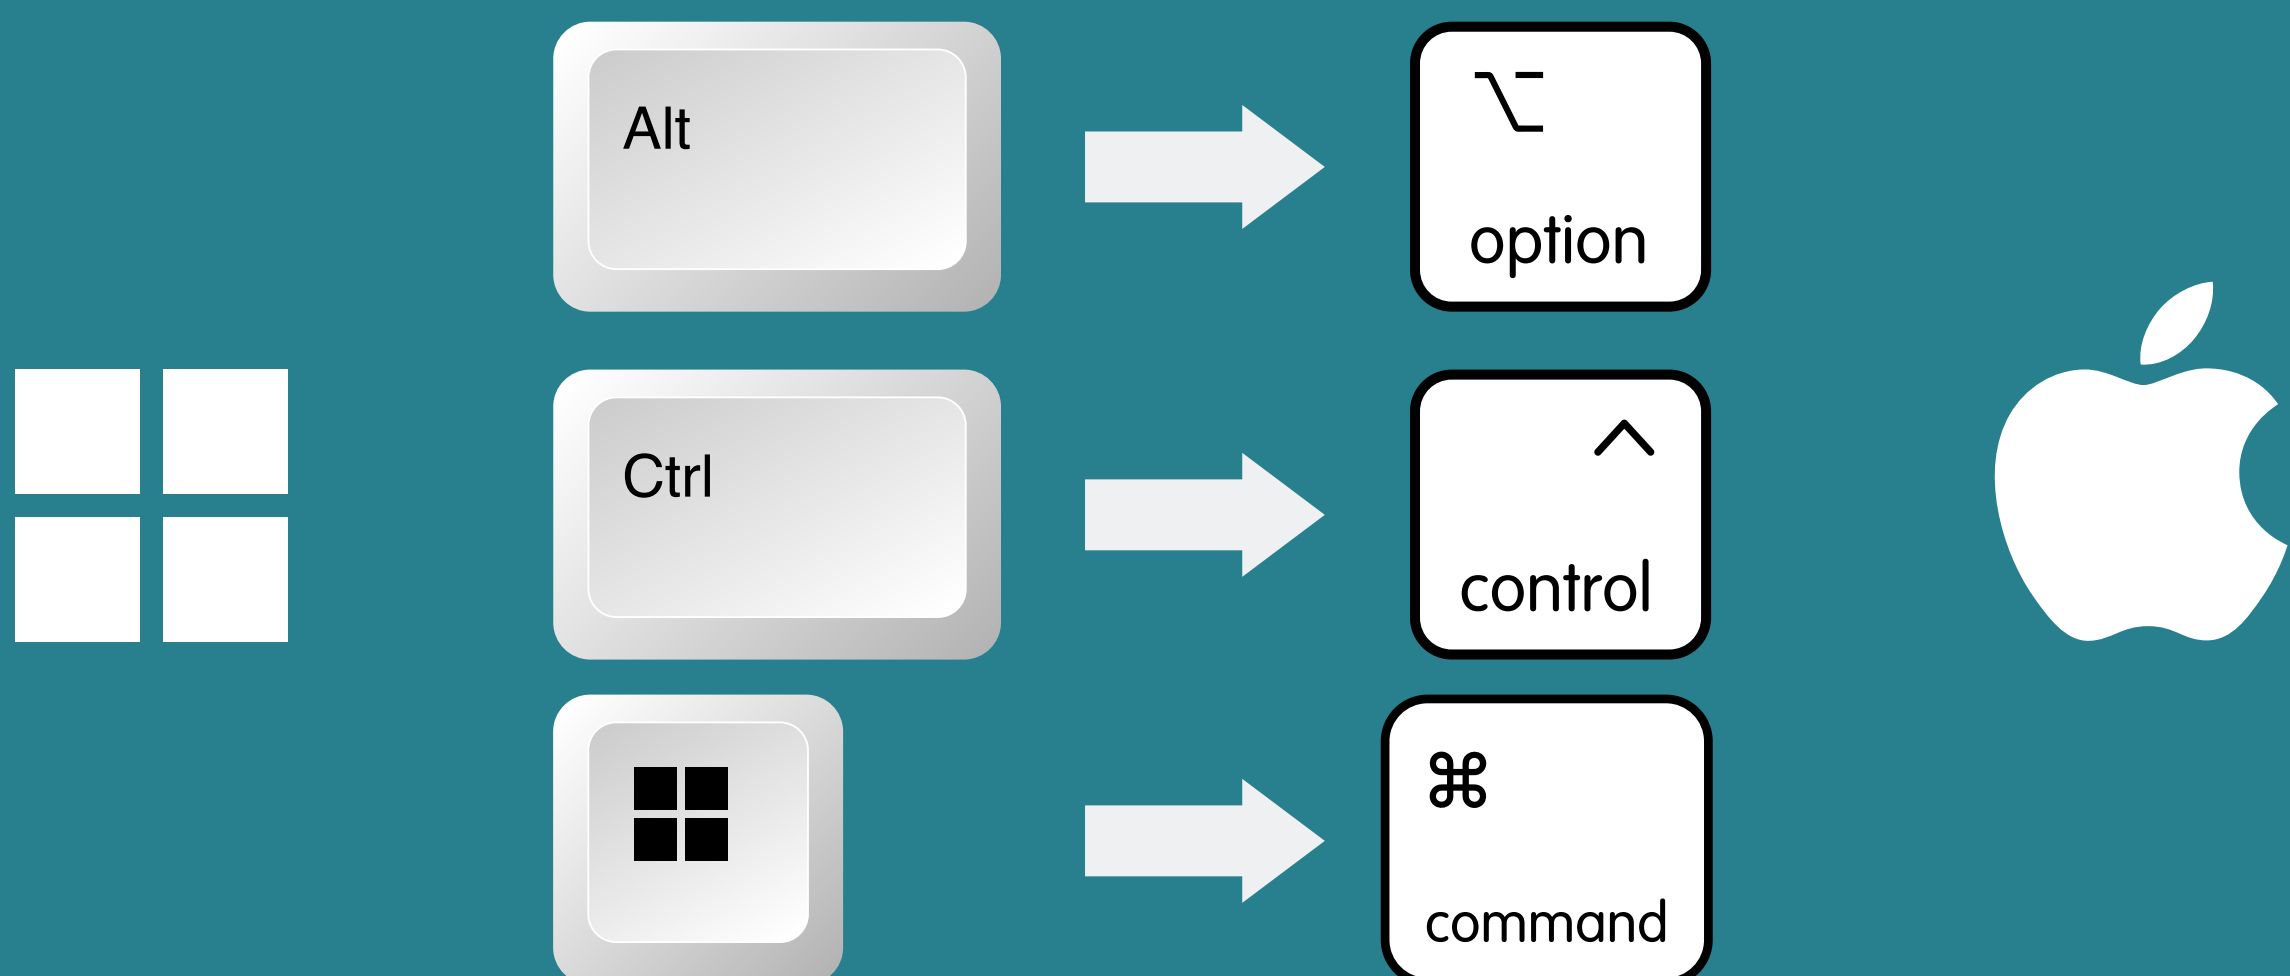 Alt
⌥
option
Ctrl
^
control
⌘
command